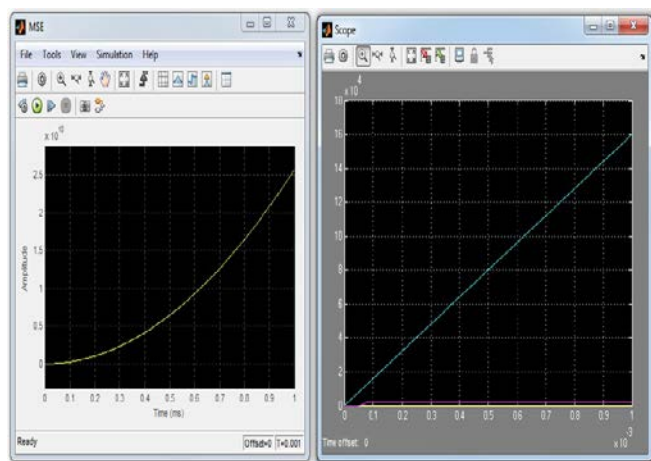 MSE
File Tools View Simulation Help
x 10
10
2.5
2
1.5
1
0.5
0
Amplitude
0 0.1 0.2 0.3 0.4 0.5 0.6 0.7 0.8 0.9 1
Time (ms)
Ready
Offset=0 T=0.001
Scope
x 10
4
18
16
14
12
10
8
6
4
2
0
0 0.1 0.2 0.3 0.4 0.5 0.6 0.7 0.8 0.9 1
Time offset: 0
x 10
-3